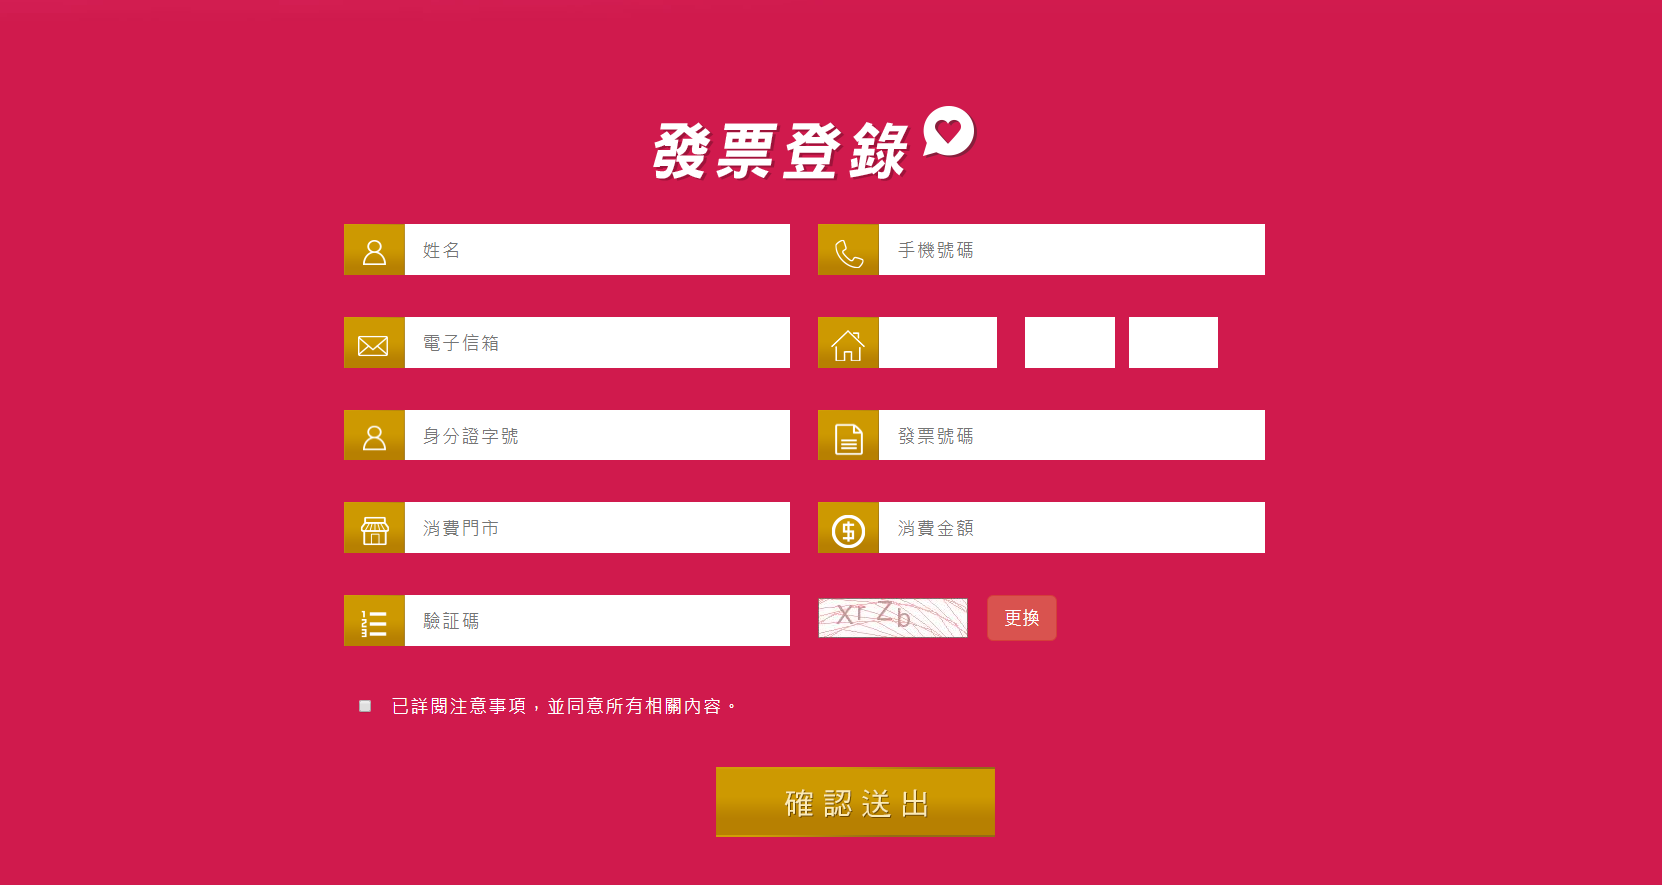 發票登錄
姓名
手機號碼
電子信箱
身分證字號
發票號碼
消費門市
消費金額
驗証碼
XrZb
更換
已詳閱注意事項，並同意所有相關內容。
確認送出